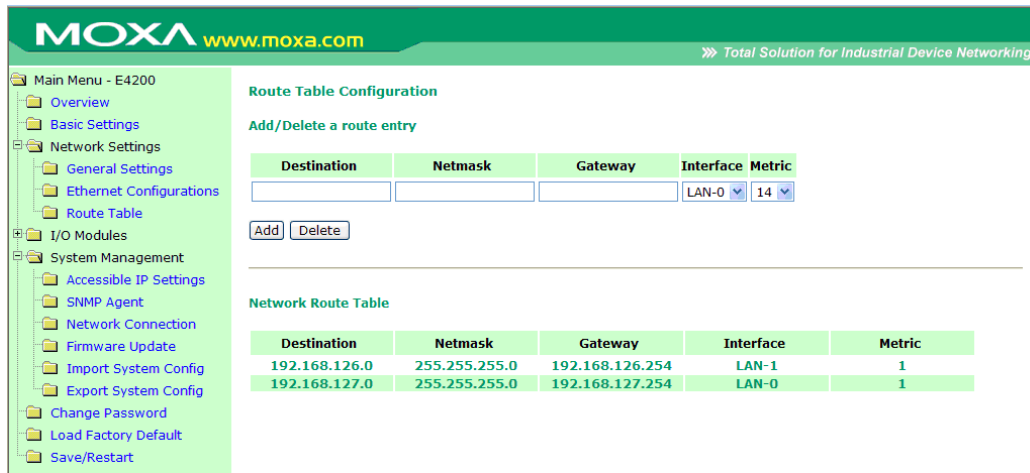 MOXA www.moxa.com
Total Solution for Industrial Device Networking
Main Menu - E4200
Overview
Basic Settings
Network Settings
General Settings
Ethernet Configurations
Route Table
I/O Modules
System Management
Accessible IP Settings
SNMP Agent
Network Connection
Firmware Update
Import System Config
Export System Config
Change Password
Load Factory Default
Save/Restart
Route Table Configuration
Add/Delete a route entry
Destination Netmask Gateway Interface Metric
LAN-0 14
Add Delete
Network Route Table
Destination Netmask Gateway Interface Metric
192.168.126.0 255.255.255.0 192.168.126.254 LAN-1 1
192.168.127.0 255.255.255.0 192.168.127.254 LAN-0 1